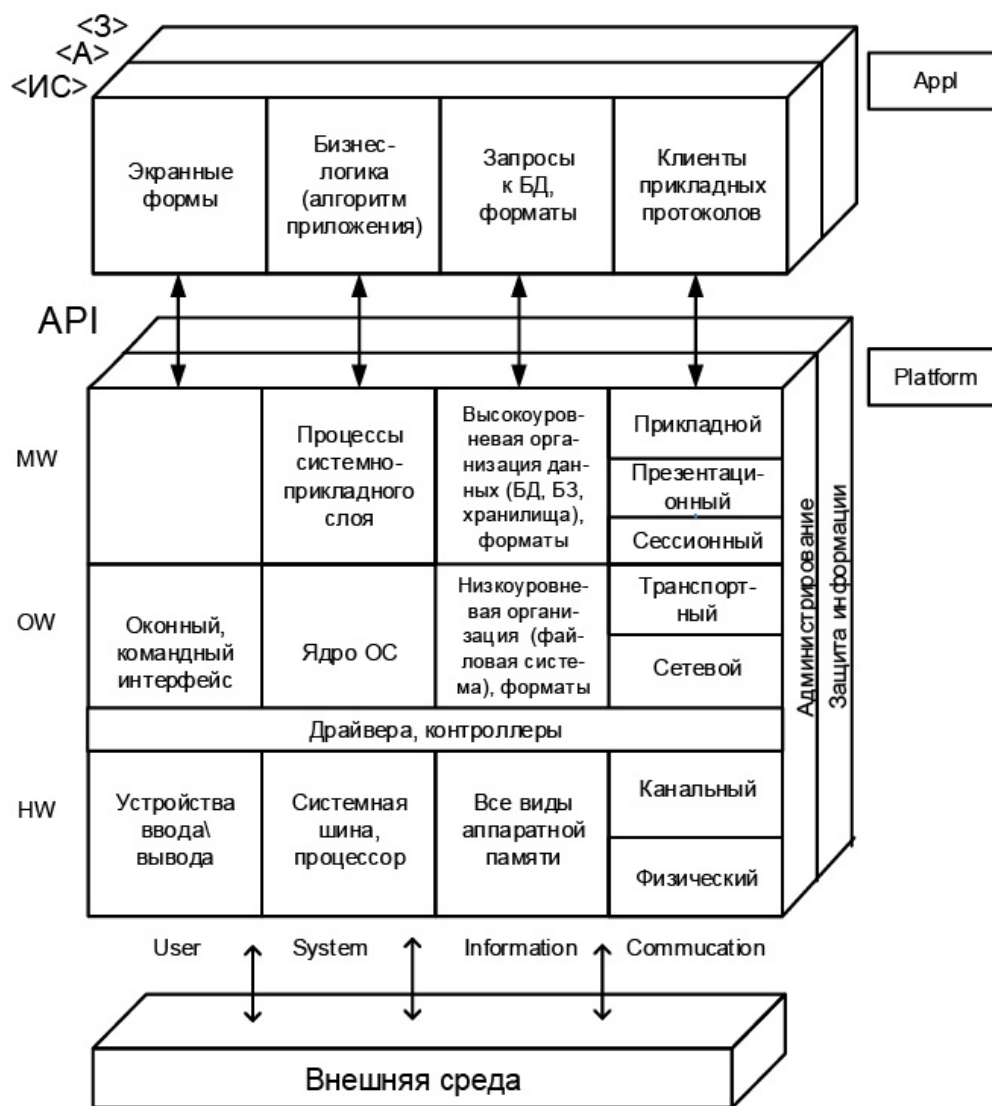 <З>
<А>
<ИС>
Appl
Экранные
формы
Бизнес-
логика
(алгоритм
приложения)
Запросы
к БД,
форматы
Клиенты
прикладных
протоколов
API
Platform
MW
Процессы
системно-
прикладного
слоя
Высокоуров-
невая орга-
низация дан-
ных (БД, БЗ,
хранилища),
форматы
Прикладной
Презентаци-
онный
Сессионный
OW
Оконный,
командный
интерфейс
Ядро ОС
Низкоуровне-
вая органи-
зация (фай-
ловая систе-
ма), форматы
Транспорт-
ный
Сетевой
Драйвера, контроллеры
HW
Устройства
ввода\
вывода
Системная
шина,
процессор
Все виды
аппаратной
памяти
Канальный
Физический
Администрирование
Защита информации
User
System
Information
Commucation
Внешняя среда